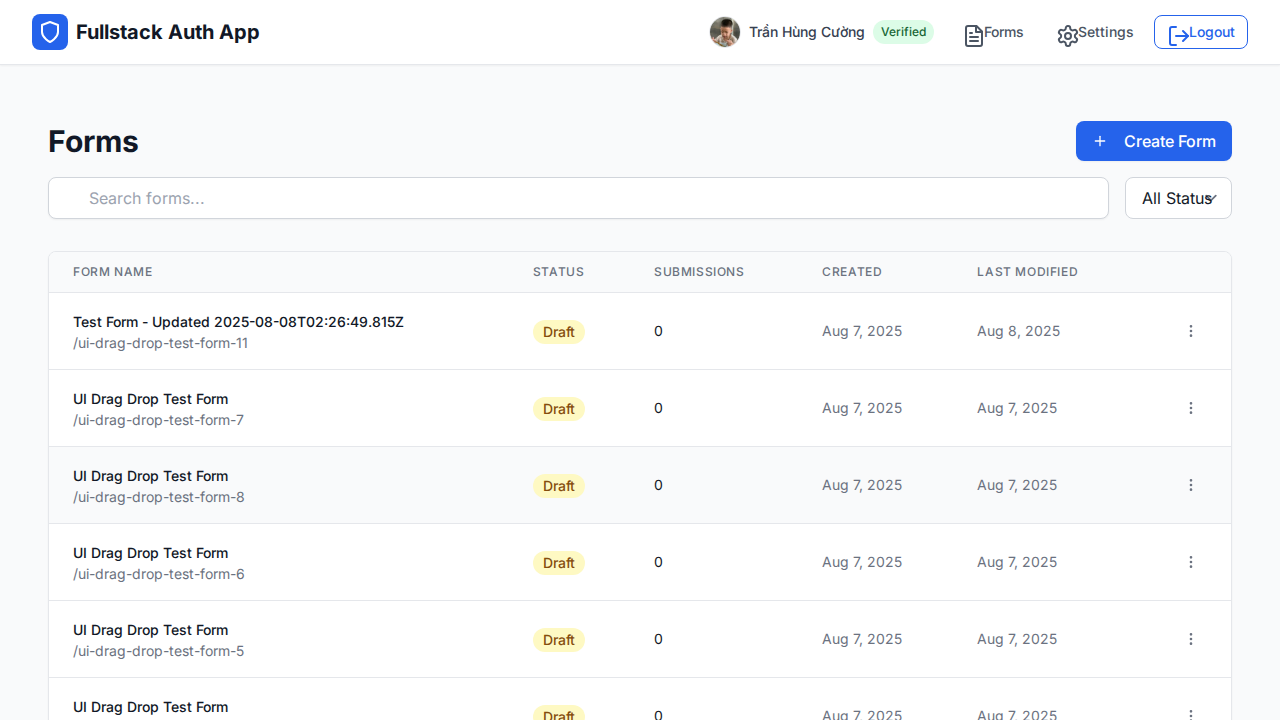 Fullstack Auth App
Trần Hùng Cường Verified Forms Settings Logout
Forms
+ Create Form
Search forms... All Status
FORM NAME STATUS SUBMISSIONS CREATED LAST MODIFIED
Test Form - Updated 2025-08-08T02:26:49.815Z
/ui-drag-drop-test-form-11
Draft 0 Aug 7, 2025 Aug 8, 2025
UI Drag Drop Test Form
/ui-drag-drop-test-form-7
Draft 0 Aug 7, 2025 Aug 7, 2025
UI Drag Drop Test Form
/ui-drag-drop-test-form-8
Draft 0 Aug 7, 2025 Aug 7, 2025
UI Drag Drop Test Form
/ui-drag-drop-test-form-6
Draft 0 Aug 7, 2025 Aug 7, 2025
UI Drag Drop Test Form
/ui-drag-drop-test-form-5
Draft 0 Aug 7, 2025 Aug 7, 2025
UI Drag Drop Test Form
Draft 0 Aug 7, 2025 Aug 7, 2025